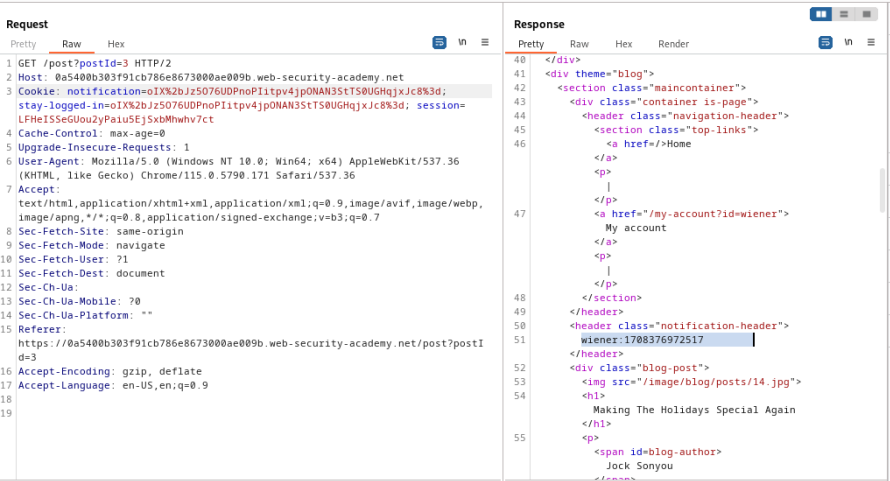 Request
Pretty Raw Hex
\n
1 GET /post?postId=3 HTTP/2
2 Host: 0a5400b303f91cb786e8673000ae009b.web-security-academy.net
3 Cookie: notification=oIX%2bJz5O76UDPnoPIitpv4jpONAN3StTS0UGHqjxJc8%3d;
stay-logged-in=oIX%2bJz5O76UDPnoPIitpv4jpONAN3StTS0UGHqjxJc8%3d; session=
LFHeISSeGUou2yPaiu5EjSxbMhwhv7ct
4 Cache-Control: max-age=0
5 Upgrade-Insecure-Requests: 1
6 User-Agent: Mozilla/5.0 (Windows NT 10.0; Win64; x64) AppleWebKit/537.36
(KHTML, like Gecko) Chrome/115.0.5790.171 Safari/537.36
7 Accept:
text/html,application/xhtml+xml,application/xml;q=0.9,image/avif,image/webp,
image/apng,*/*;q=0.8,application/signed-exchange;v=b3;q=0.7
8 Sec-Fetch-Site: same-origin
9 Sec-Fetch-Mode: navigate
10 Sec-Fetch-User: ?1
11 Sec-Fetch-Dest: document
12 Sec-Ch-Ua:
13 Sec-Ch-Ua-Mobile: ?0
14 Sec-Ch-Ua-Platform: ""
15 Referer:
https://0a5400b303f91cb786e8673000ae009b.web-security-academy.net/post?postI
d=3
16 Accept-Encoding: gzip, deflate
17 Accept-Language: en-US,en;q=0.9
18
19
Response
Pretty Raw Hex Render
\n
40 </div>
41 <div theme="blog">
42 <section class="maincontainer">
43 <div class="container is-page">
44 <header class="navigation-header">
45 <section class="top-links">
46 <a href=/>Home
</a>
<p>
|
</p>
47 <a href="/my-account?id=wiener">
My account
</a>
<p>
|
</p>
48 </section>
49 </header>
50 <header class="notification-header">
51 wiener:1708376972517
</header>
52 <div class="blog-post">
53 <img src="/image/blog/posts/14.jpg">
54 <h1>
Making The Holidays Special Again
</h1>
55 <p>
<span id=blog-author>
Jock Sonyou
</span>